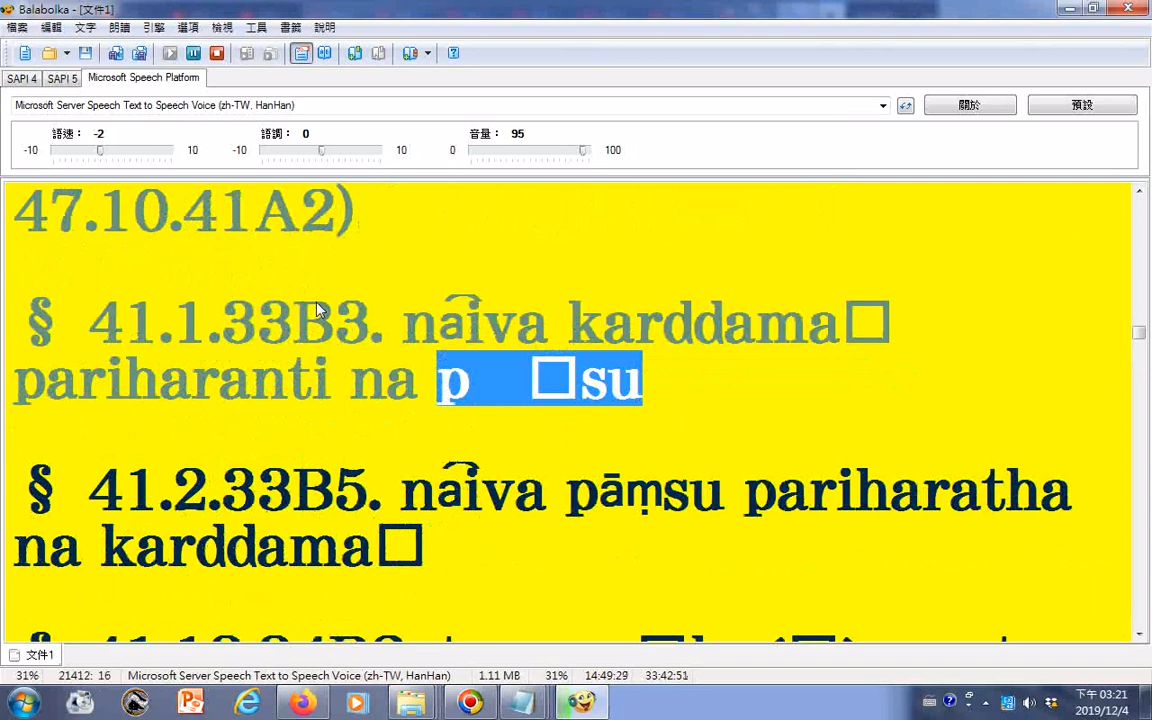 Balabolka - [文件1]
檔案 編輯 文字 朗讀 引擎 選項 檢視 工具 書籤 說明
SAPI 4 SAPI 5 Microsoft Speech Platform
Microsoft Server Speech Text to Speech Voice (zh-TW, HanHan) 關於 預設
語速： -2 語調： 0 音量： 95
-10 10 -10 10 0 100
47.10.41A2)
§ 41.1.33B3. na͡iva karddama□
pariharanti na p □su
§ 41.2.33B5. na͡iva pāṃsu pariharatha
na karddama□
文件1
31% 21412: 16 Microsoft Server Speech Text to Speech Voice (zh-TW, HanHan) 1.11 MB 31% 14:49:29 33:42:51
下午 03:21
2019/12/4